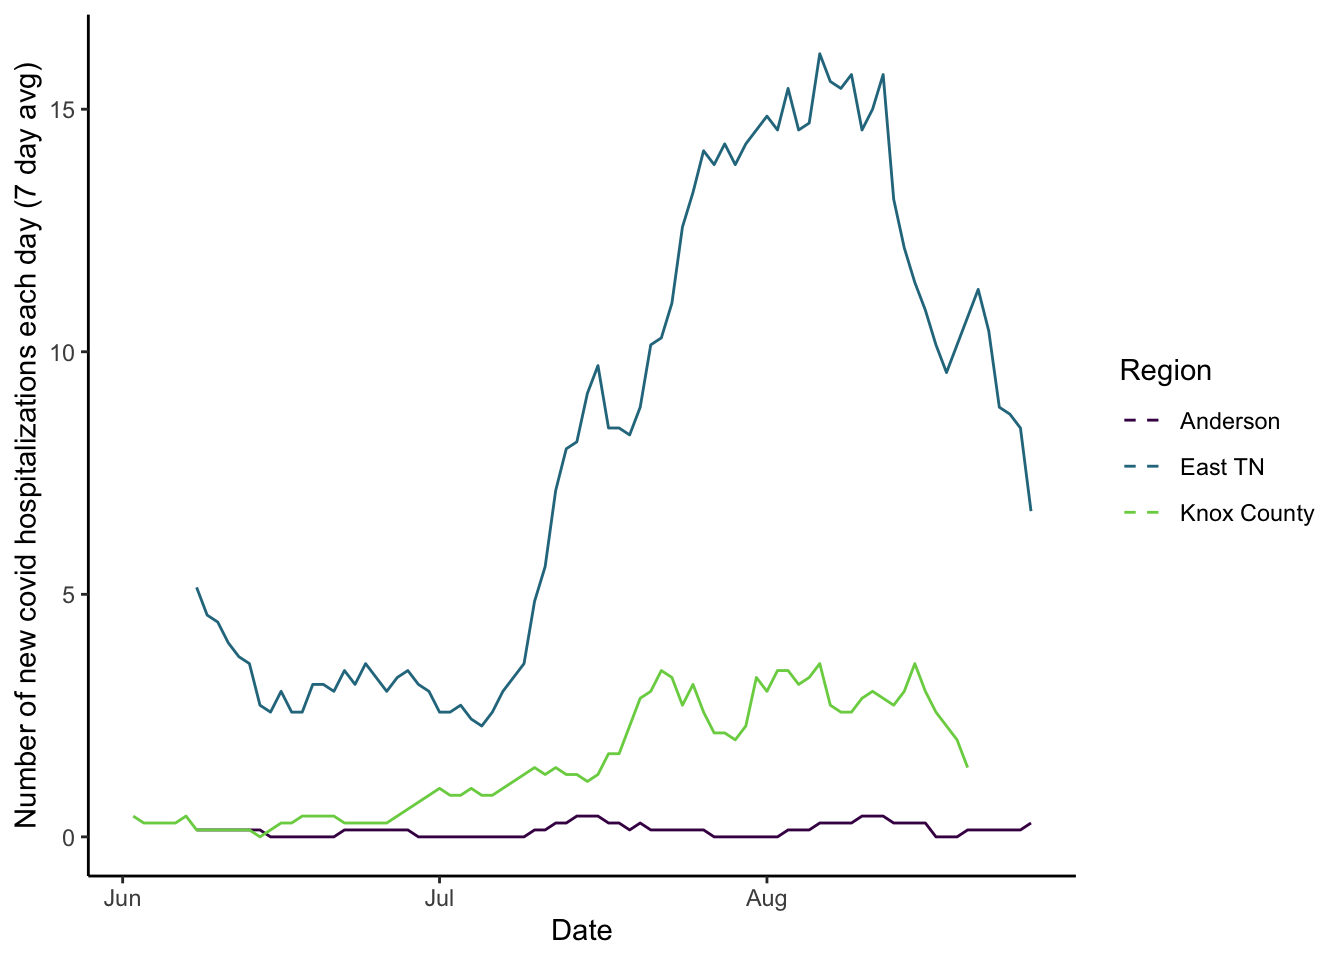 Number of new covid hospitalizations each day (7 day avg)
15
10
5
0
Jun
Jul
Aug
Date
Region
Anderson
East TN
Knox County